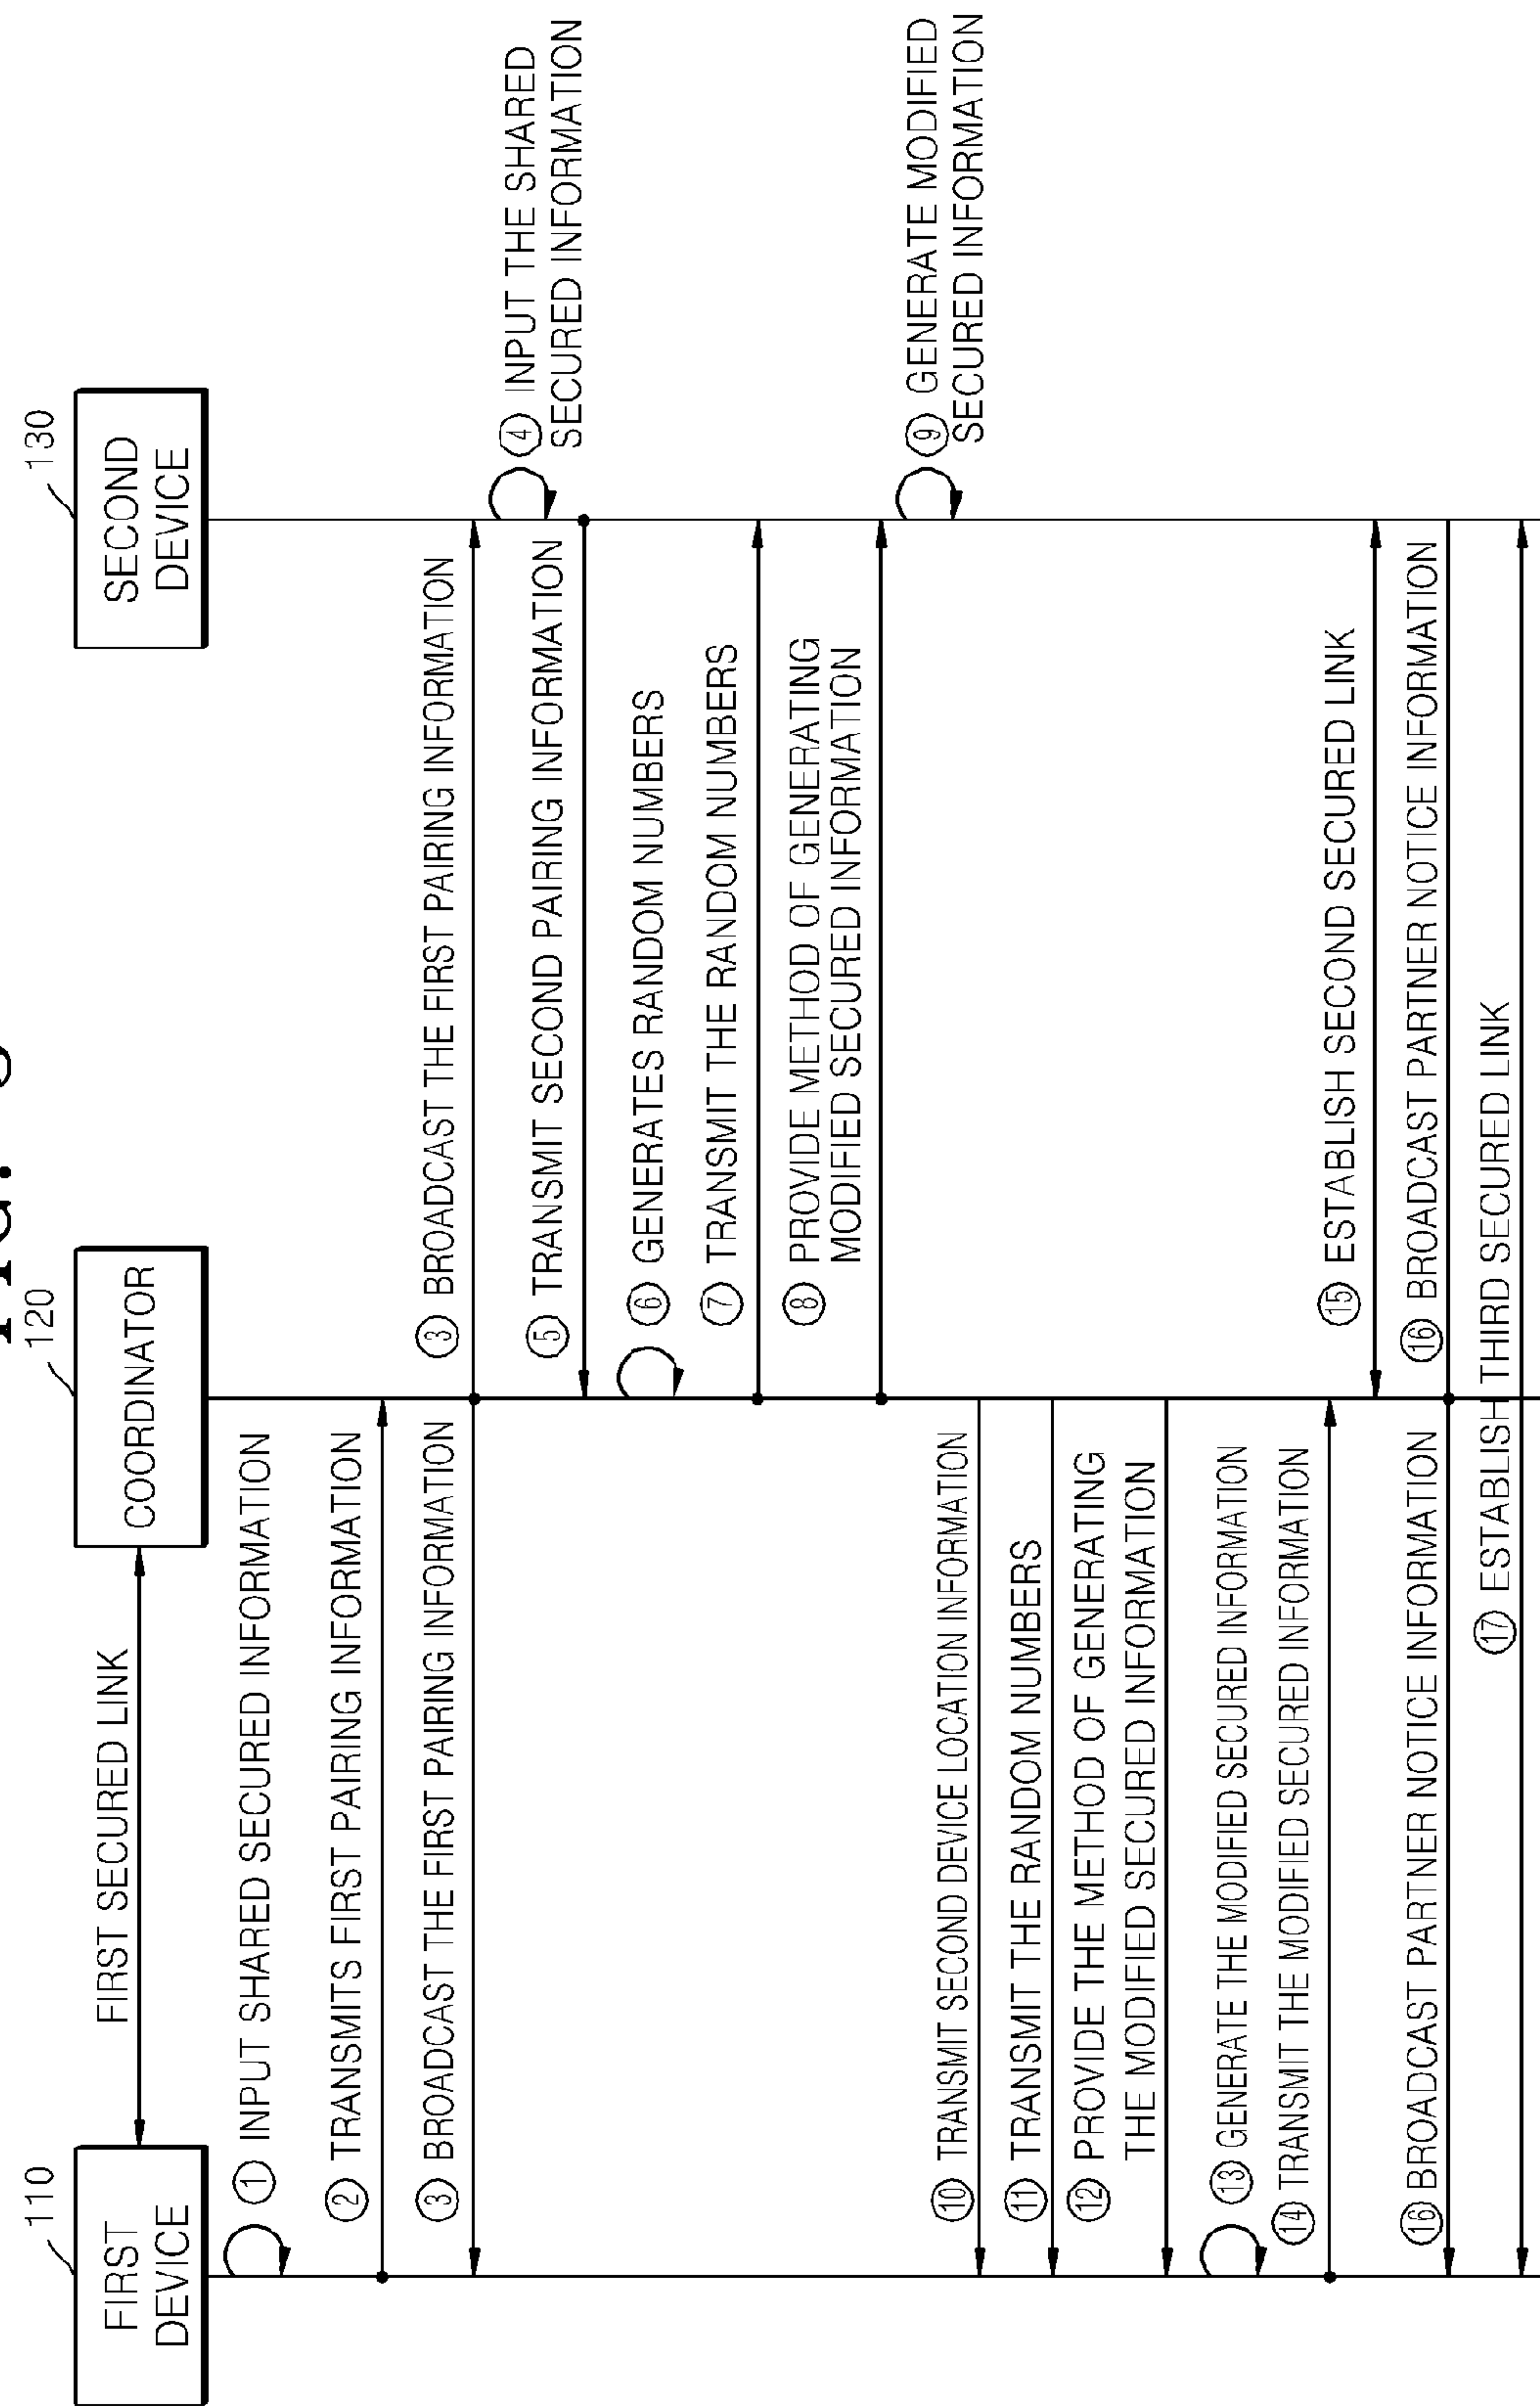 110
FIRST
DEVICE
FIRST SECURED LINK
120
COORDINATOR
130
SECOND
DEVICE
① INPUT SHARED SECURED INFORMATION
② TRANSMITS FIRST PAIRING INFORMATION
③ BROADCAST THE FIRST PAIRING INFORMATION
③ BROADCAST THE FIRST PAIRING INFORMATION
④ INPUT THE SHARED
SECURED INFORMATION
⑤ TRANSMIT SECOND PAIRING INFORMATION
⑥ GENERATES RANDOM NUMBERS
⑦ TRANSMIT THE RANDOM NUMBERS
⑧ PROVIDE METHOD OF GENERATING
MODIFIED SECURED INFORMATION
⑨ GENERATE MODIFIED
SECURED INFORMATION
⑩ TRANSMIT SECOND DEVICE LOCATION INFORMATION
⑪ TRANSMIT THE RANDOM NUMBERS
⑫ PROVIDE THE METHOD OF GENERATING
THE MODIFIED SECURED INFORMATION
⑬ GENERATE THE MODIFIED SECURED INFORMATION
⑭ TRANSMIT THE MODIFIED SECURED INFORMATION
⑮ ESTABLISH SECOND SECURED LINK
⑯ BROADCAST PARTNER NOTICE INFORMATION
⑯ BROADCAST PARTNER NOTICE INFORMATION
⑰ ESTABLISH THIRD SECURED LINK